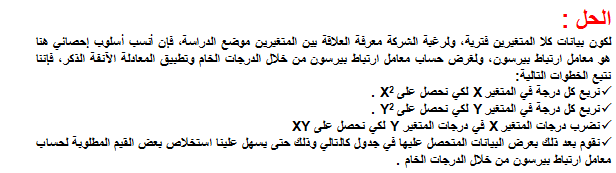 الحل :
لكون بيانات كلا المتغيرين فترية، ولرغبة الشركة معرفة العلاقة بين المتغيرين موضع الدراسة، فإن أنسب أسلوب إحصائي هنا
هو معامل ارتباط بيرسون، ولغرض حساب معامل ارتباط بيرسون من خلال الدرجات الخام وتطبيق المعادلة الآنفة الذكر، فإننا
نتبع الخطوات التالية:
✓نربع كل درجة في المتغير X لكي نحصل على X² .
✓نربع كل درجة في المتغير Y لكي نحصل على Y² .
✓نضرب درجات المتغير X في درجات المتغير Y لكي نحصل على XY
✓نقوم بعد ذلك بعرض البيانات المتحصل عليها في جدول كالتالي وذلك حتى يسهل علينا استخلاص بعض القيم المطلوبة لحساب
معامل ارتباط بيرسون من خلال الدرجات الخام .